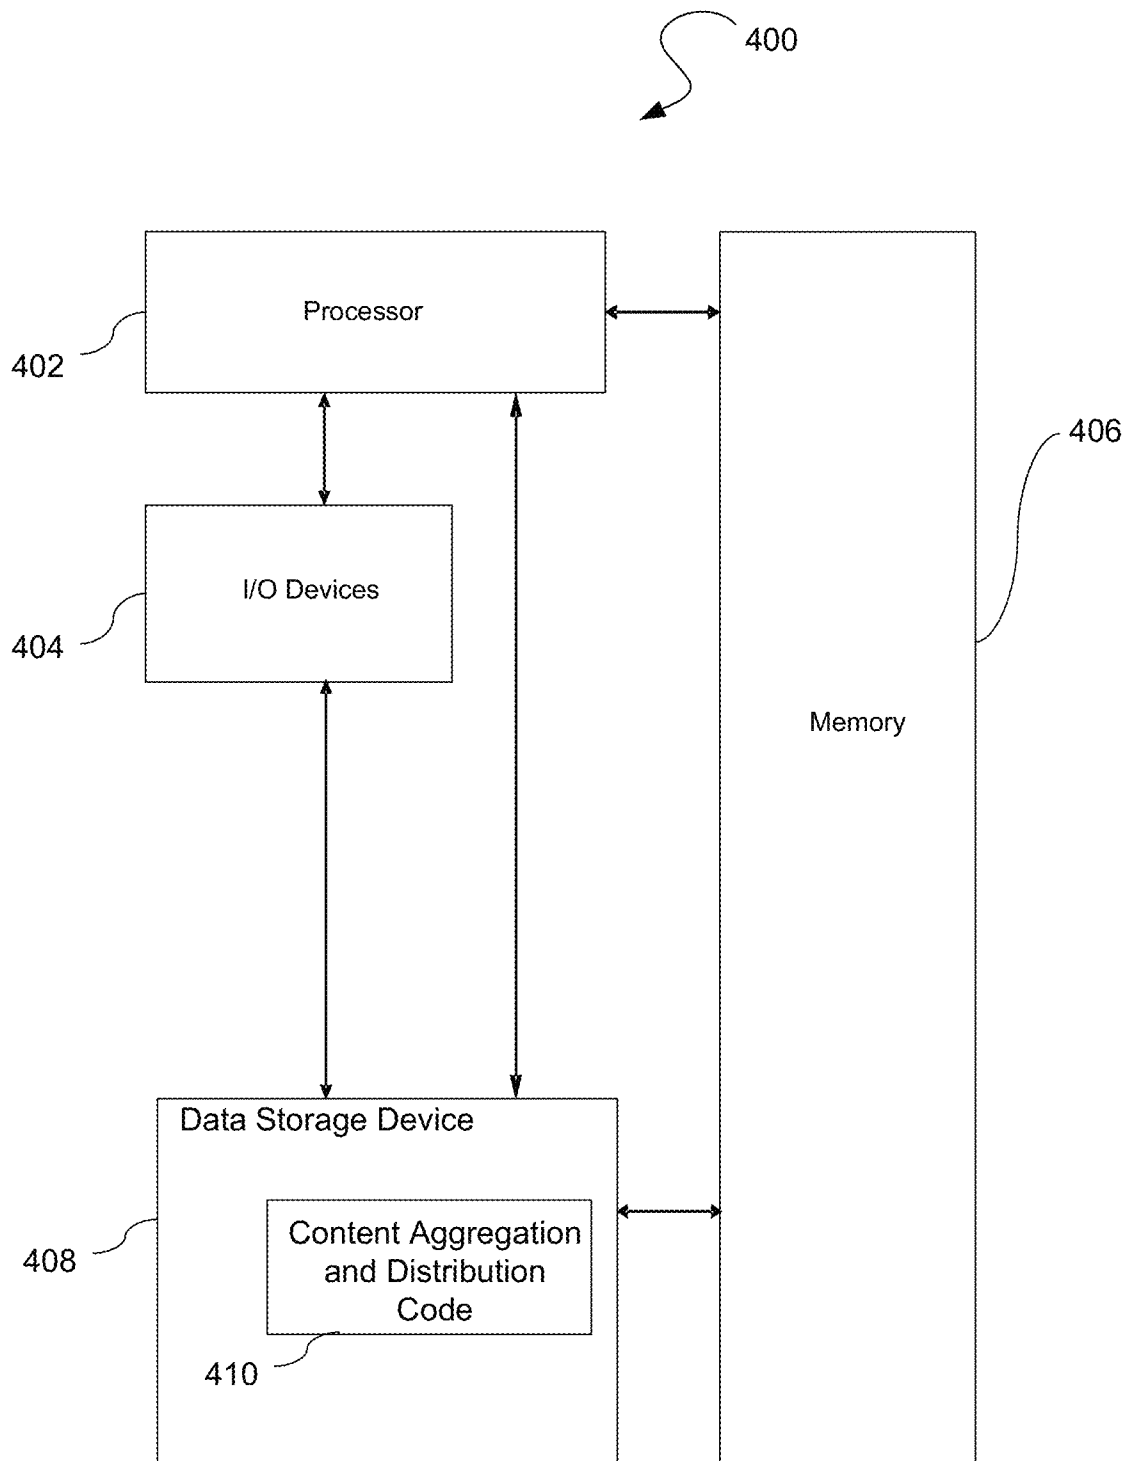 400
Processor
402
406
I/O Devices
404
Memory
Data Storage Device
Content Aggregation
and Distribution
Code
408
410